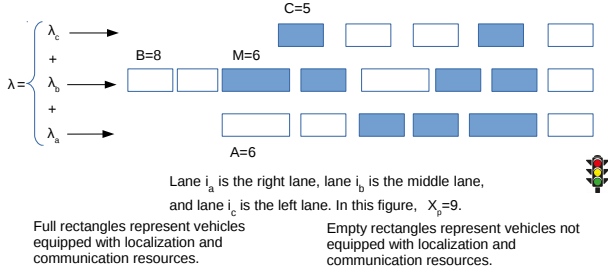 C=5
λc
+
B=8 M=6
λ= λb
+
λa
A=6
Lane ia is the right lane, lane ib is the middle lane,
and lane ic is the left lane. In this figure, Xp=9.
Full rectangles represent vehicles
equipped with localization and
communication resources.
Empty rectangles represent vehicles not
equipped with localization and
communication resources.